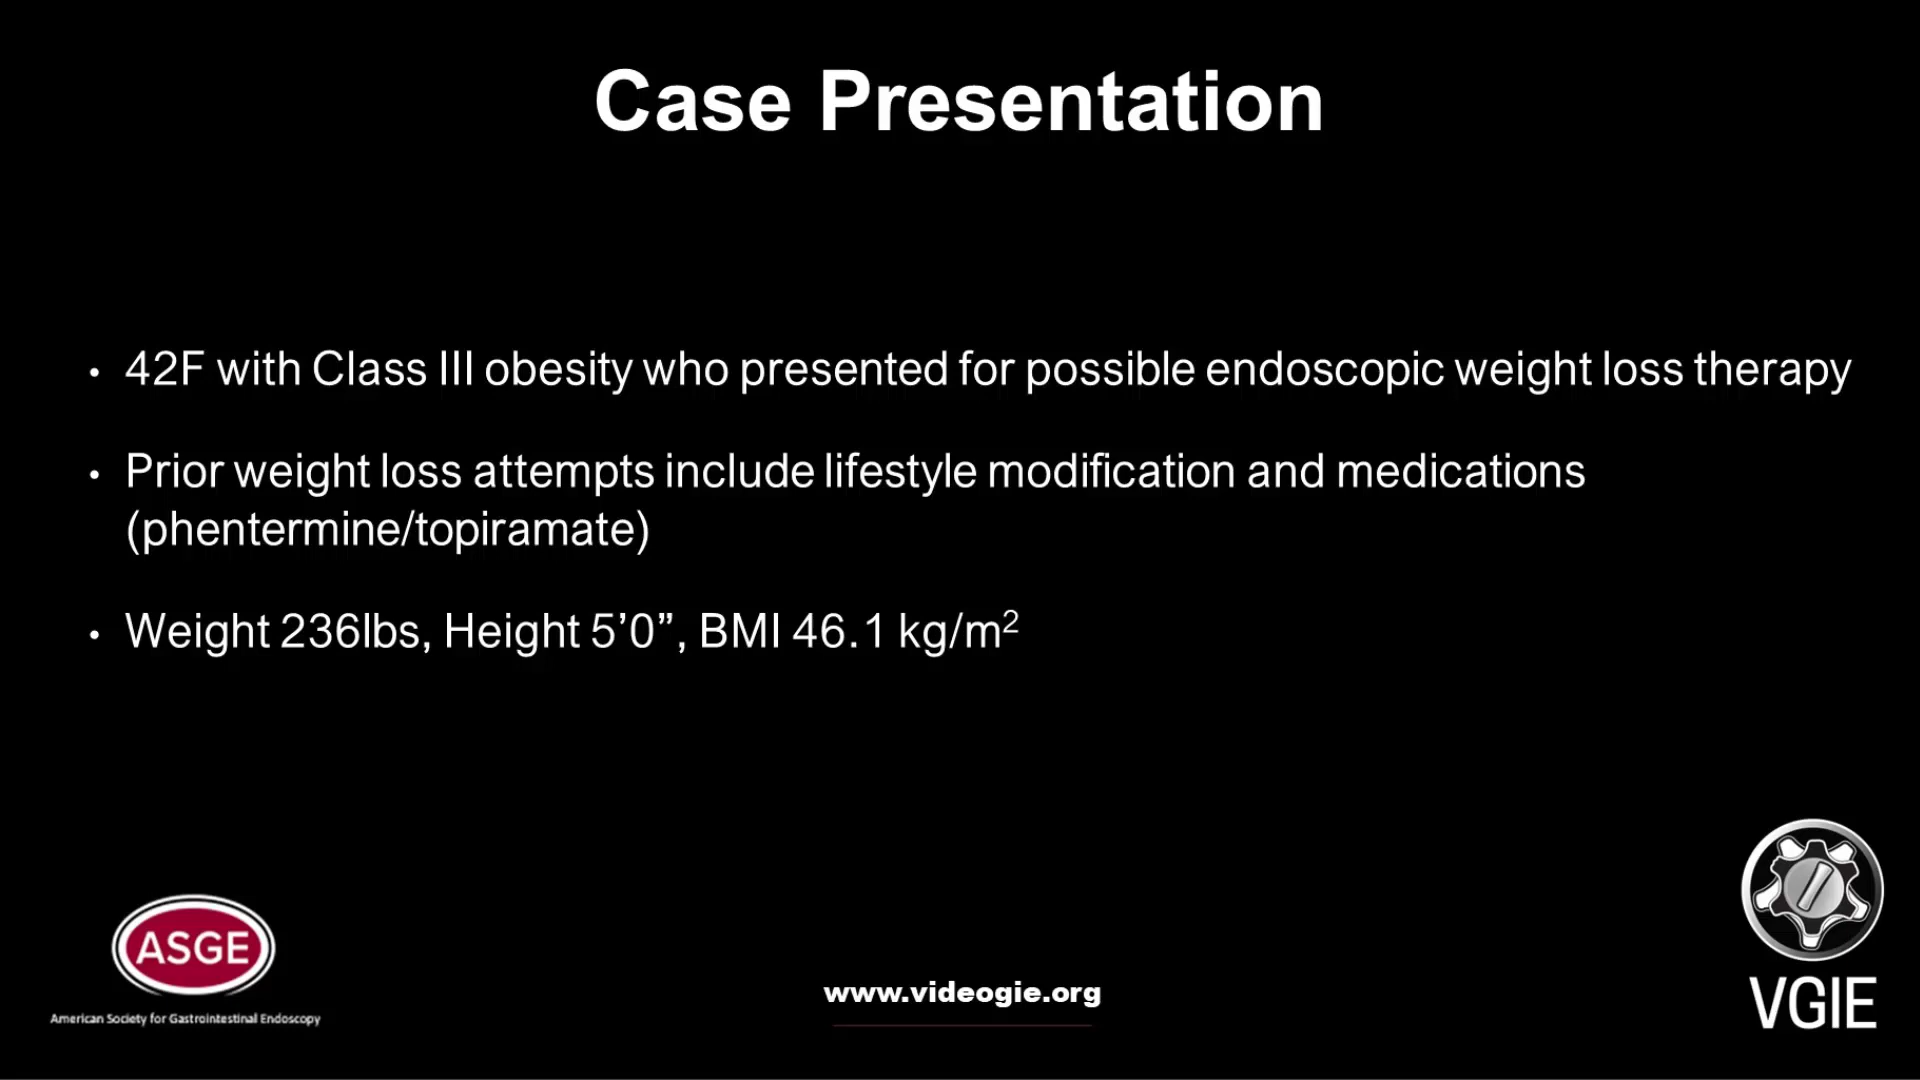 Case Presentation
• 42F with Class III obesity who presented for possible endoscopic weight loss therapy
• Prior weight loss attempts include lifestyle modification and medications
(phentermine/topiramate)
• Weight 236lbs, Height 5’0”, BMI 46.1 kg/m²
ASGE
American Society for Gastrointestinal Endoscopy
www.videogie.org
VGIE